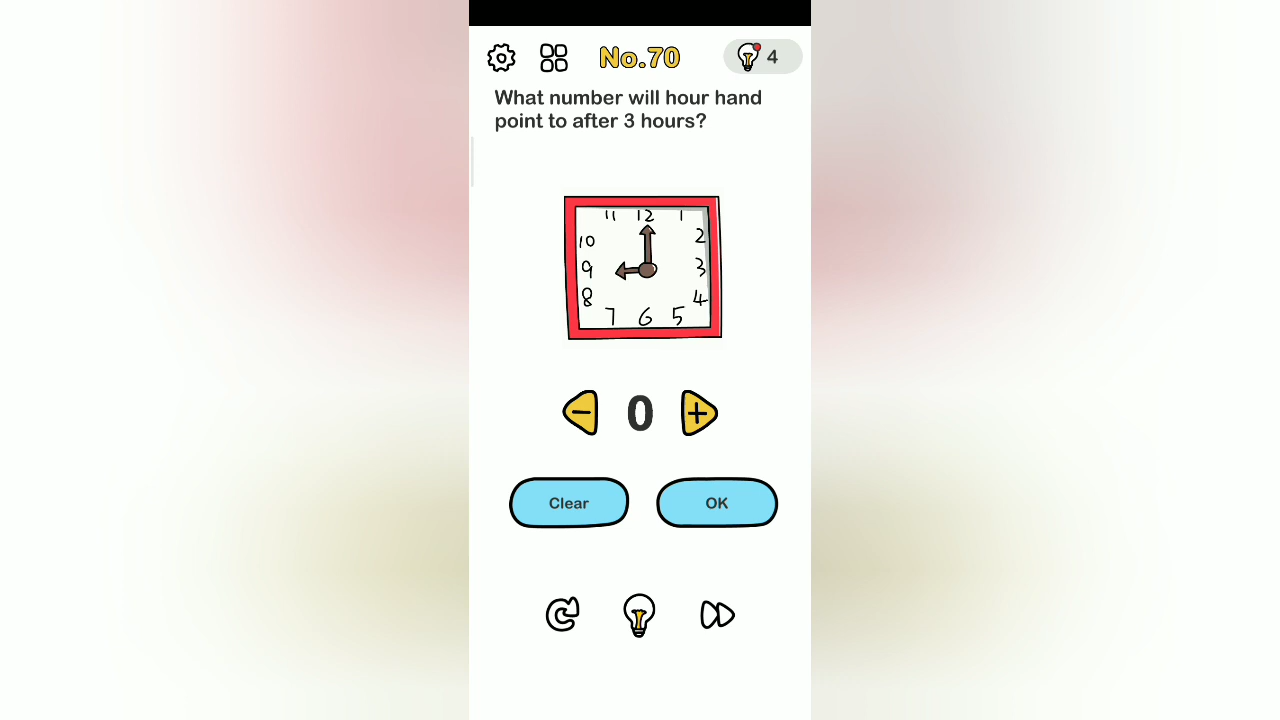 No.70
4
What number will hour hand
point to after 3 hours?
11 12 1
10 2
9 3
8 4
7 6 5
0
Clear OK